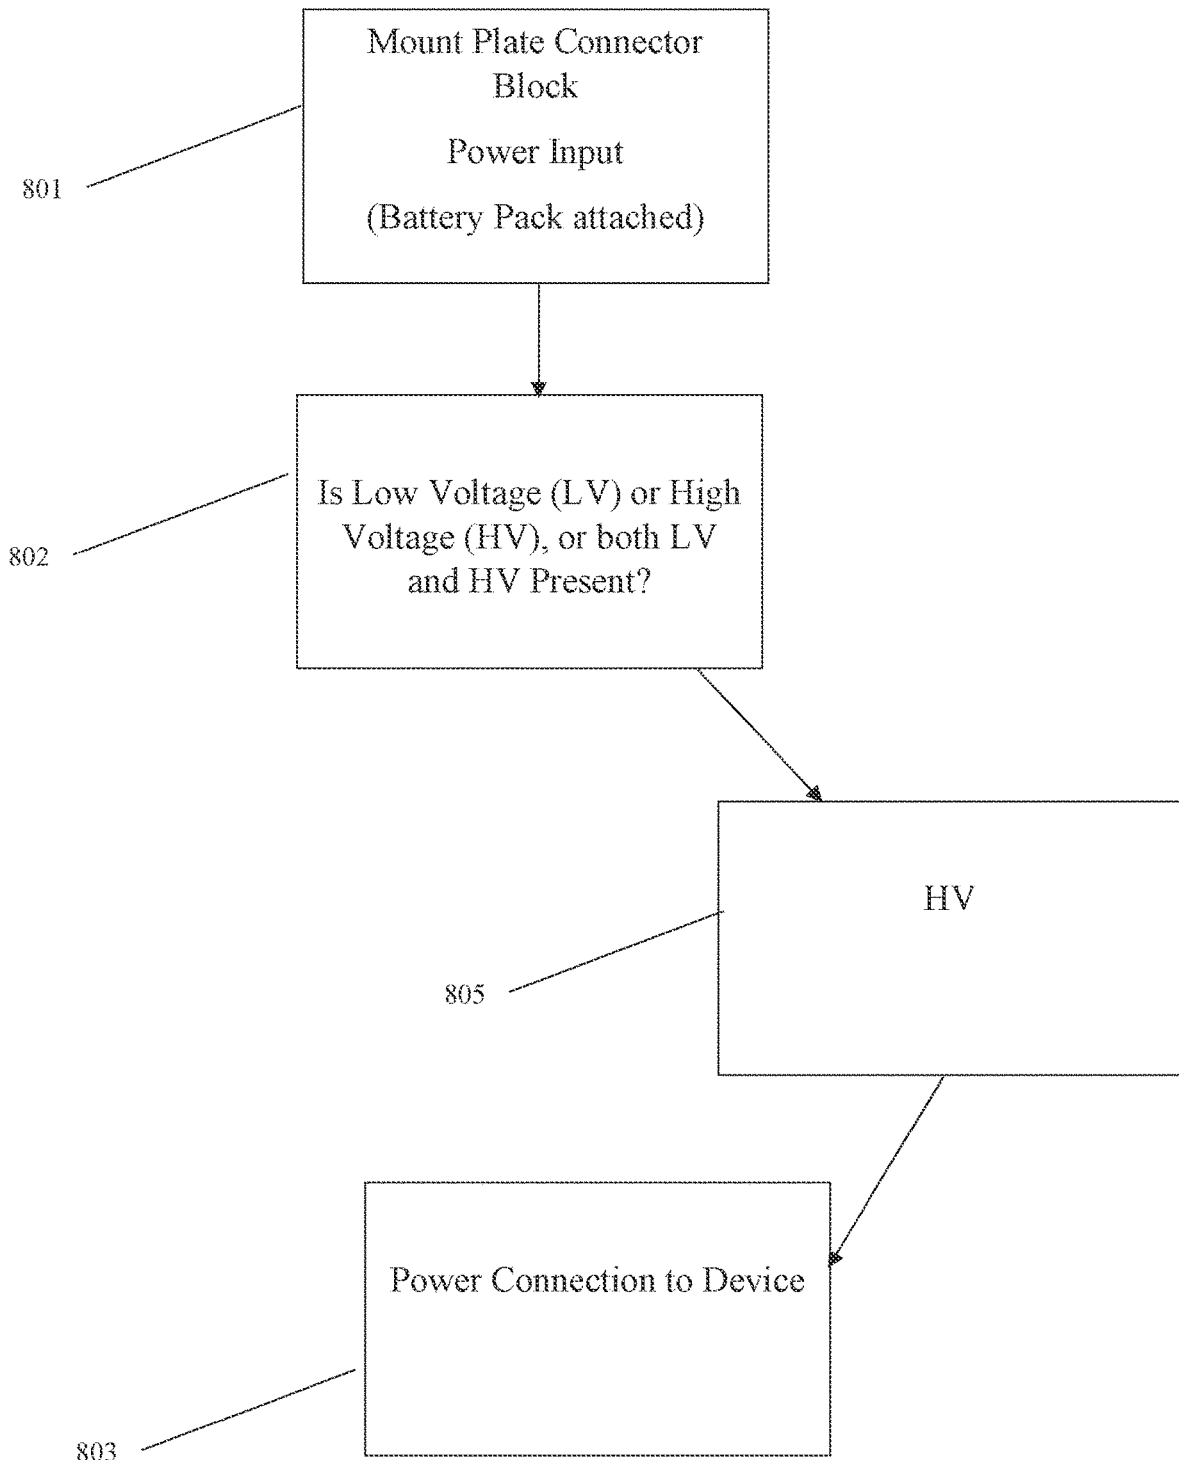 Mount Plate Connector
Block
Power Input
(Battery Pack attached)
801
Is Low Voltage (LV) or High
Voltage (HV), or both LV
and HV Present?
802
HV
805
Power Connection to Device
803